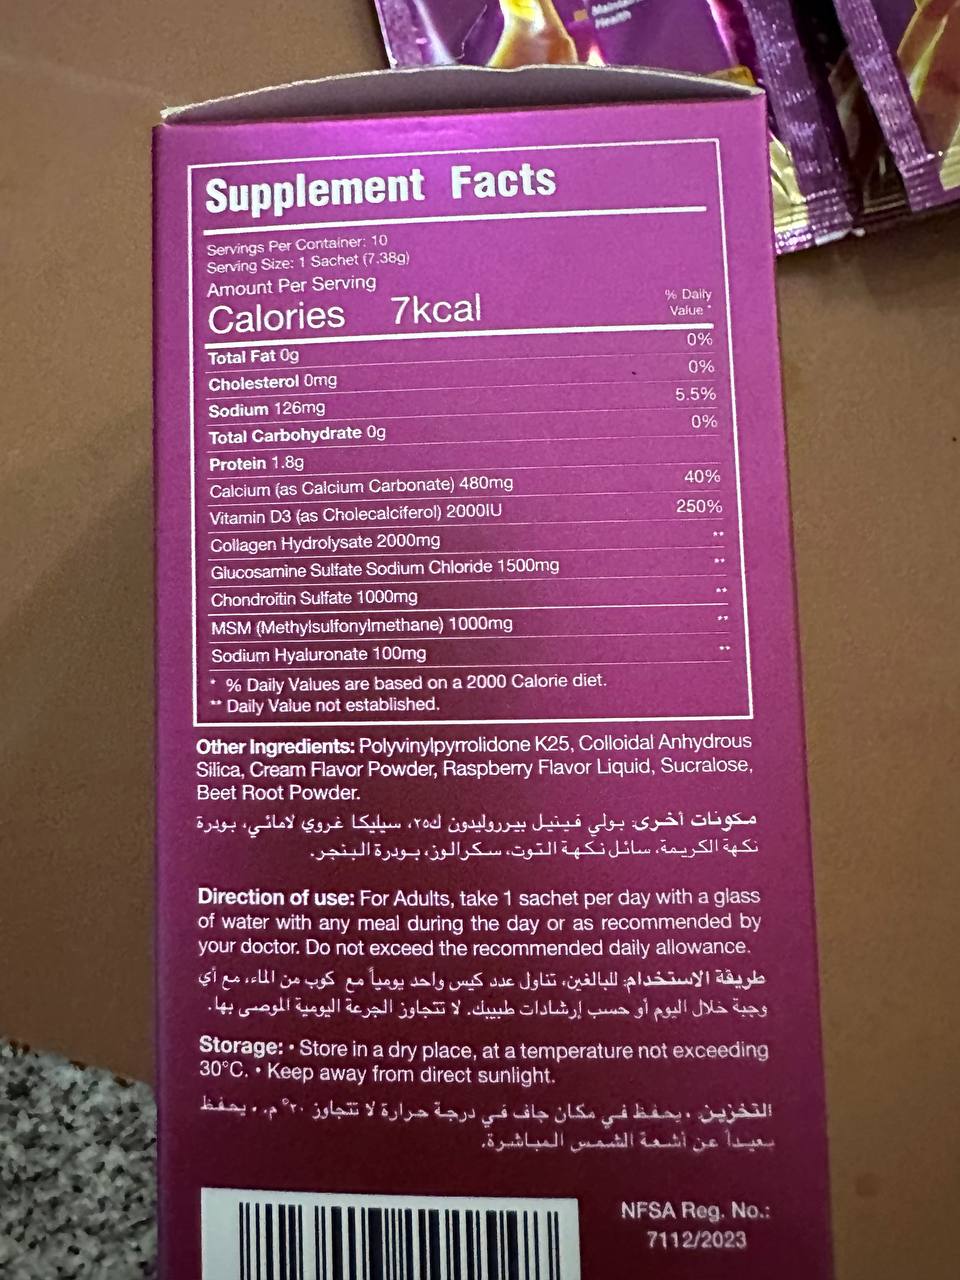 Health
Supplement Facts
Servings Per Container: 10
Serving Size: 1 Sachet (7.38g)
Amount Per Serving
Calories 7kcal
% Daily
Value *
Total Fat 0g 0%
Cholesterol 0mg 0%
Sodium 126mg 5.5%
Total Carbohydrate 0g 0%
Protein 1.8g
Calcium (as Calcium Carbonate) 480mg 40%
Vitamin D3 (as Cholecalciferol) 2000IU 250%
Collagen Hydrolysate 2000mg **
Glucosamine Sulfate Sodium Chloride 1500mg **
Chondroitin Sulfate 1000mg **
MSM (Methylsulfonylmethane) 1000mg **
Sodium Hyaluronate 100mg **
* % Daily Values are based on a 2000 Calorie diet.
** Daily Value not established.
Other Ingredients: Polyvinylpyrrolidone K25, Colloidal Anhydrous
Silica, Cream Flavor Powder, Raspberry Flavor Liquid, Sucralose,
Beet Root Powder.
مكونات أخرى: بولي فينيل بيروليدون ك٢٥، سيليكا غروي لامائي، بودرة
نكهة الكريمة، سائل نكهة التوت، سكرالوز، بودرة البنجر.
Direction of use: For Adults, take 1 sachet per day with a glass
of water with any meal during the day or as recommended by
your doctor. Do not exceed the recommended daily allowance.
طريقة الاستخدام: للبالغين، تناول عدد كيس واحد يومياً مع كوب من الماء، مع أي
وجبة خلال اليوم أو حسب إرشادات طبيبك. لا تتجاوز الجرعة اليومية الموصى بها.
Storage: • Store in a dry place, at a temperature not exceeding
30°C. • Keep away from direct sunlight.
التخزين • يحفظ في مكان جاف في درجة حرارة لا تتجاوز ٣٠°م. • يحفظ
بعيداً عن أشعة الشمس المباشرة.
NFSA Reg. No.:
7112/2023